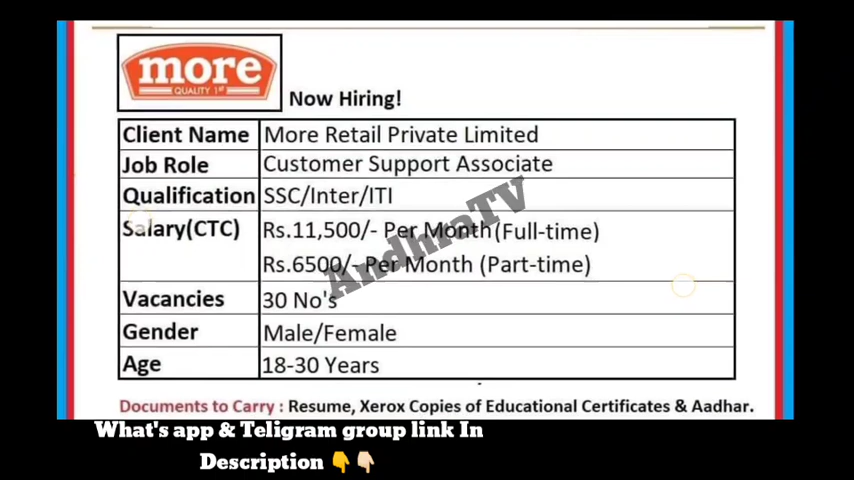 more
QUALITY 1ST
Now Hiring!
Client Name More Retail Private Limited
Job Role Customer Support Associate
Qualification SSC/Inter/ITI
Salary(CTC) Rs.11,500/- Per Month(Full-time)
Rs.6500/- Per Month (Part-time)
Vacancies 30 No's
Gender Male/Female
Age 18-30 Years
AndhraTV
Documents to Carry : Resume, Xerox Copies of Educational Certificates & Aadhar.
What's app & Teligram group link In
Description 👇👇🏻